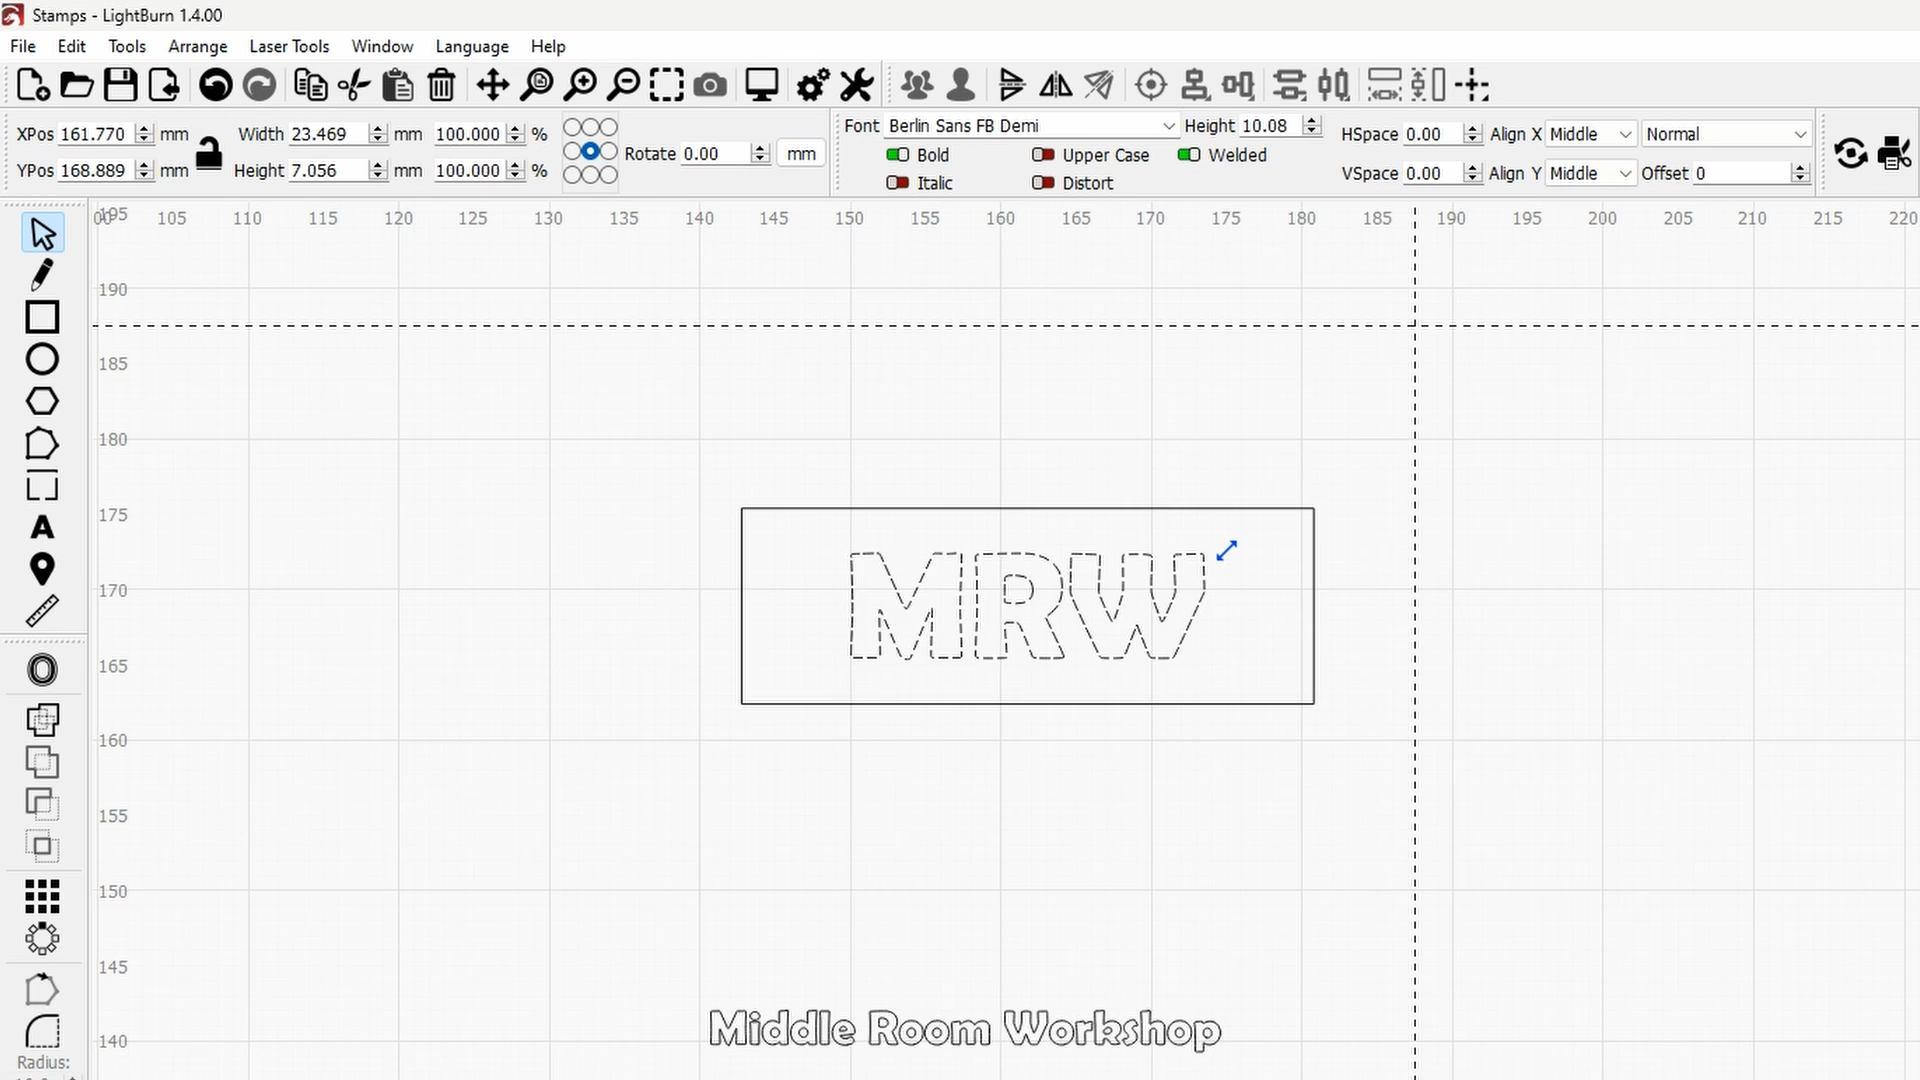 Stamps - LightBurn 1.4.00
File Edit Tools Arrange Laser Tools Window Language Help
XPos 161.770 mm Width 23.469 mm 100.000 % Rotate 0.00 mm Font Berlin Sans FB Demi Height 10.08 HSpace 0.00 Align X Middle Normal
Bold Upper Case Welded
YPos 168.889 mm Height 7.056 mm 100.000 % Italic Distort VSpace 0.00 Align Y Middle Offset 0
105 110 115 120 125 130 135 140 145 150 155 160 165 170 175 180 185 190 195 200 205 210 215 220
195
190
185
180
175
170
165
160
155
150
145
140
MRW
Middle Room Workshop
Radius: